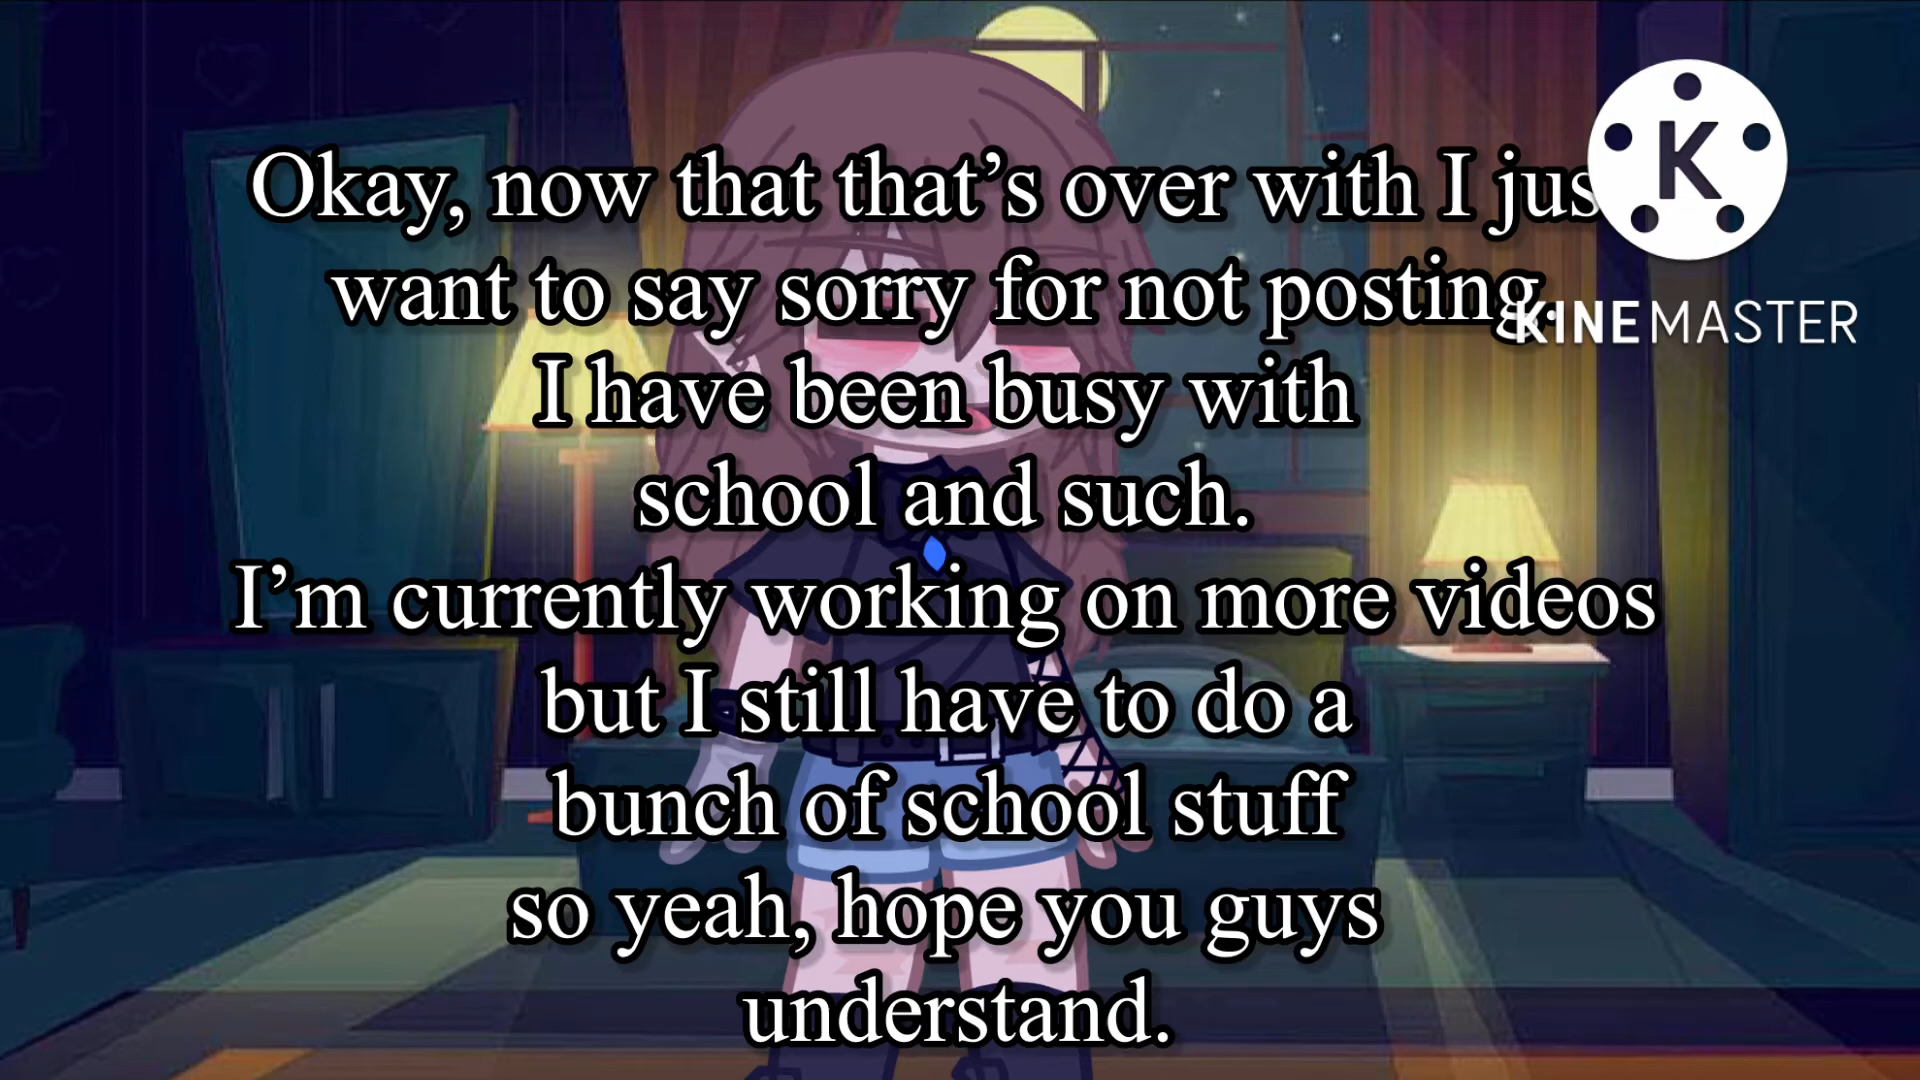 Okay, now that that's over with I jus
want to say sorry for not posting.
I have been busy with
school and such.
I'm currently working on more videos
but I still have to do a
bunch of school stuff
so yeah, hope you guys
understand.
K
KINEMASTER